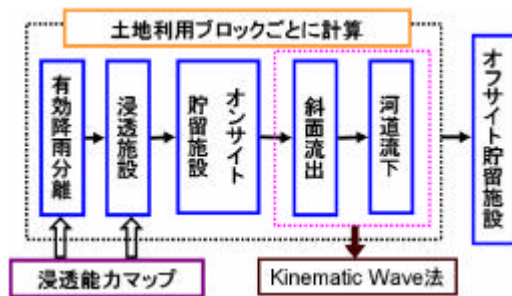 土地利用ブロックごとに計算
有効降雨分離
浸透施設
オンサイト
貯留施設
斜面流出
河道流下
オフサイト貯留施設
浸透能力マップ
Kinematic Wave法